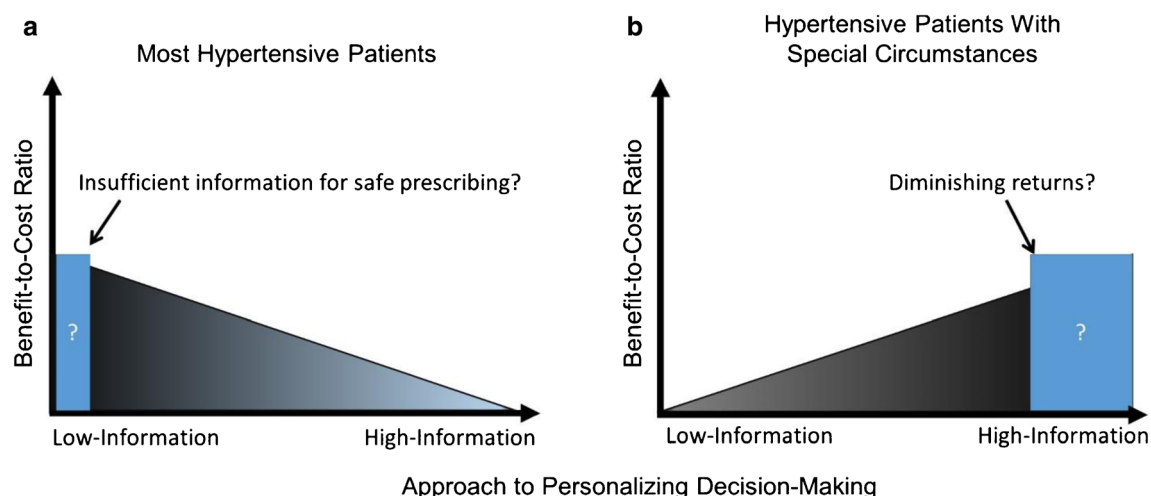 a
Most Hypertensive Patients
Benefit-to-Cost Ratio
Insufficient information for safe prescribing?
?
Low-Information
High-Information
b
Hypertensive Patients With
Special Circumstances
Benefit-to-Cost Ratio
Diminishing returns?
?
Low-Information
High-Information
Approach to Personalizing Decision-Making